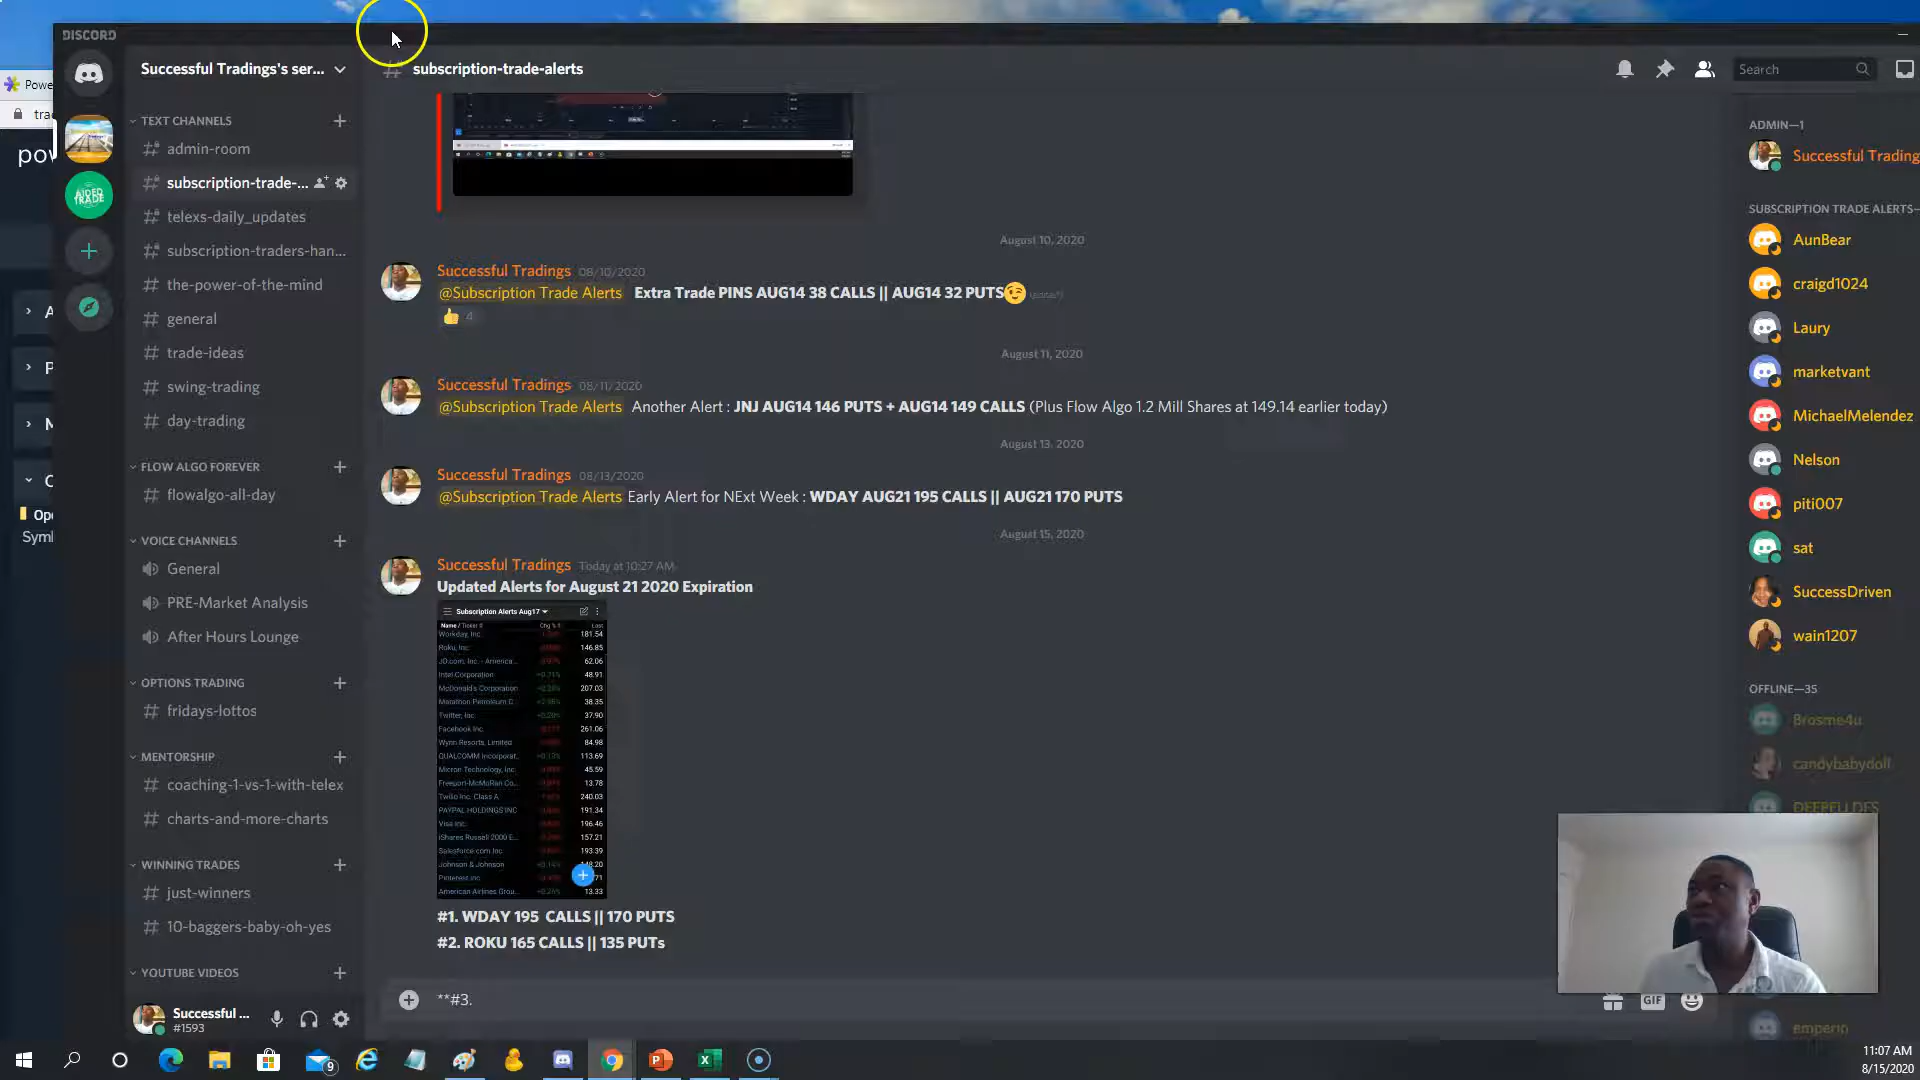 DISCORD
Successful Tradings's ser...
subscription-trade-alerts
Search
Powe
trac
pov
TEXT CHANNELS
admin-room
subscription-trade-...
telexs-daily_updates
subscription-traders-han...
the-power-of-the-mind
general
trade-ideas
swing-trading
day-trading
FLOW ALGO FOREVER
flowalgo-all-day
VOICE CHANNELS
General
PRE-Market Analysis
After Hours Lounge
OPTIONS TRADING
fridays-lottos
MENTORSHIP
coaching-1-vs-1-with-telex
charts-and-more-charts
WINNING TRADES
just-winners
10-baggers-baby-oh-yes
YOUTUBE VIDEOS
Successful ...
#1593
AIDED TRADE
Ope
Syml
August 10, 2020
Successful Tradings 08/10/2020
@Subscription Trade Alerts Extra Trade PINS AUG14 38 CALLS || AUG14 32 PUTS😉
👍 4
August 11, 2020
Successful Tradings 08/11/2020
@Subscription Trade Alerts Another Alert : JNJ AUG14 146 PUTS + AUG14 149 CALLS (Plus Flow Algo 1.2 Mill Shares at 149.14 earlier today)
August 13, 2020
Successful Tradings 08/13/2020
@Subscription Trade Alerts Early Alert for NExt Week : WDAY AUG21 195 CALLS || AUG21 170 PUTS
August 15, 2020
Successful Tradings Today at 10:27 AM
Updated Alerts for August 21 2020 Expiration
Subscription Alerts Aug17
Name / Ticker Chg % Last
Workday, Inc. 181.54
Roku, Inc. 146.85
JD.com, Inc. - America... 62.06
Intel Corporation +0.71% 48.91
McDonald's Corporation 207.03
Marathon Petroleum C... 38.35
Twitter, Inc. 37.90
Facebook Inc. 261.06
Wynn Resorts, Limited 84.98
QUALCOMM Incorporat... 113.69
Micron Technology, Inc. 45.59
Freeport-McMoRan Co... 13.78
Twilio Inc. Class A 240.03
PAYPAL HOLDINGS INC 191.34
Visa Inc. 196.46
iShares Russell 2000 E... 157.21
Salesforce.com Inc 193.39
Johnson & Johnson +0.14%
Pinterest Inc.
American Airlines Grou... 13.33
#1. WDAY 195 CALLS || 170 PUTS
#2. ROKU 165 CALLS || 135 PUTs
**#3.
GIF
ADMIN—1
Successful Trading
SUBSCRIPTION TRADE ALERTS—
AunBear
craigd1024
Laury
marketvant
MichaelMelendez
Nelson
piti007
sat
SuccessDriven
wain1207
OFFLINE—35
Brosme4u
candybabydoll
emperin
9
11:07 AM
8/15/2020